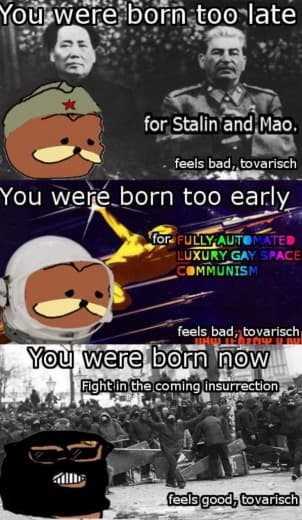 You were born too late
for Stalin and Mao.
feels bad, tovarisch
You were born too early
for FULLY AUTOMATED
LUXURY GAY SPACE
COMMUNISM
feels bad, tovarisch
You were born now
Fight in the coming insurrection
feels good, tovarisch